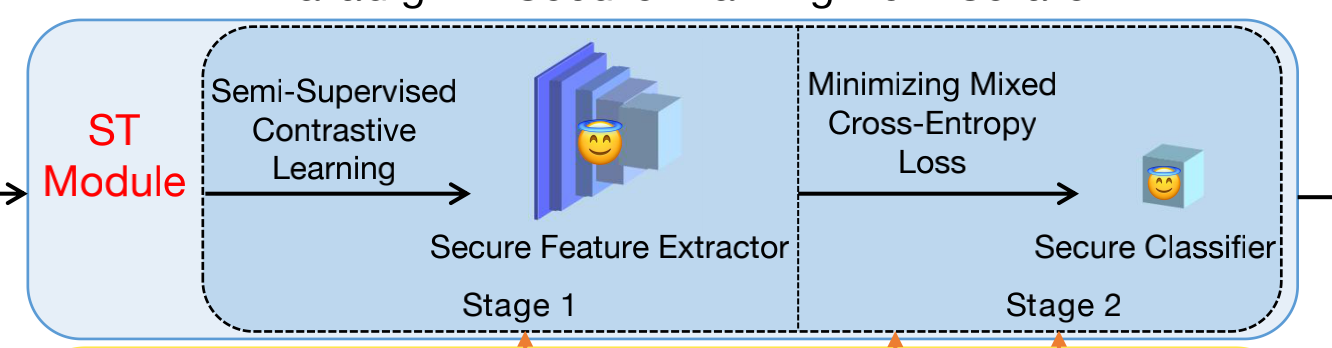 ST
Module
Semi-Supervised
Contrastive
Learning
Secure Feature Extractor
Stage 1
Minimizing Mixed
Cross-Entropy
Loss
Secure Classifier
Stage 2